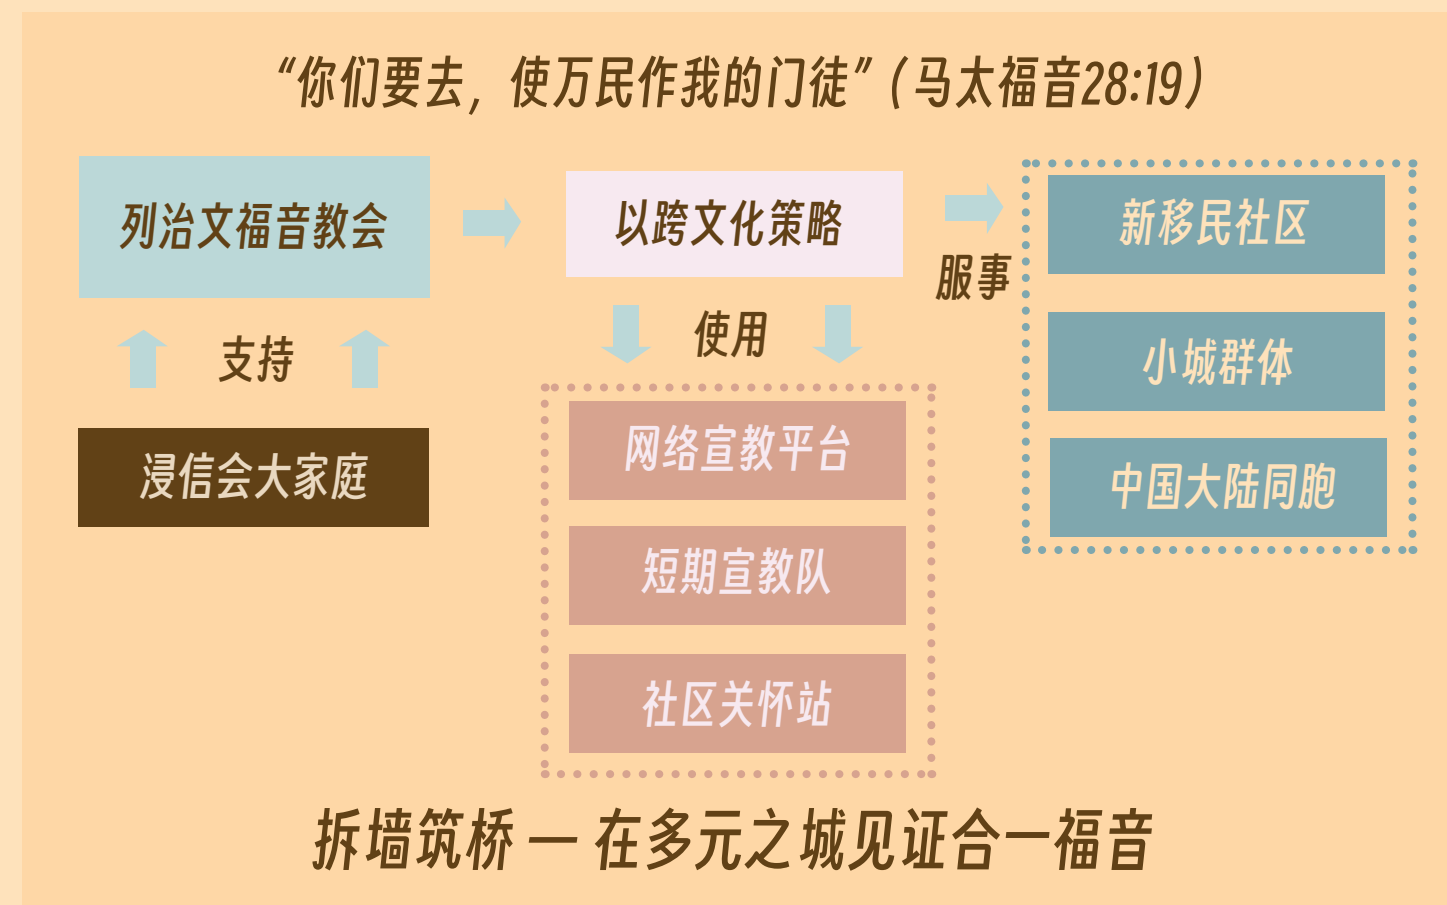 “你们要去，使万民作我的门徒”（马太福音28:19）
列治文福音教会
以跨文化策略
服事
新移民社区
小城群体
中国大陆同胞
支持
浸信会大家庭
使用
网络宣教平台
短期宣教队
社区关怀站
拆墙筑桥 — 在多元之城见证合一福音